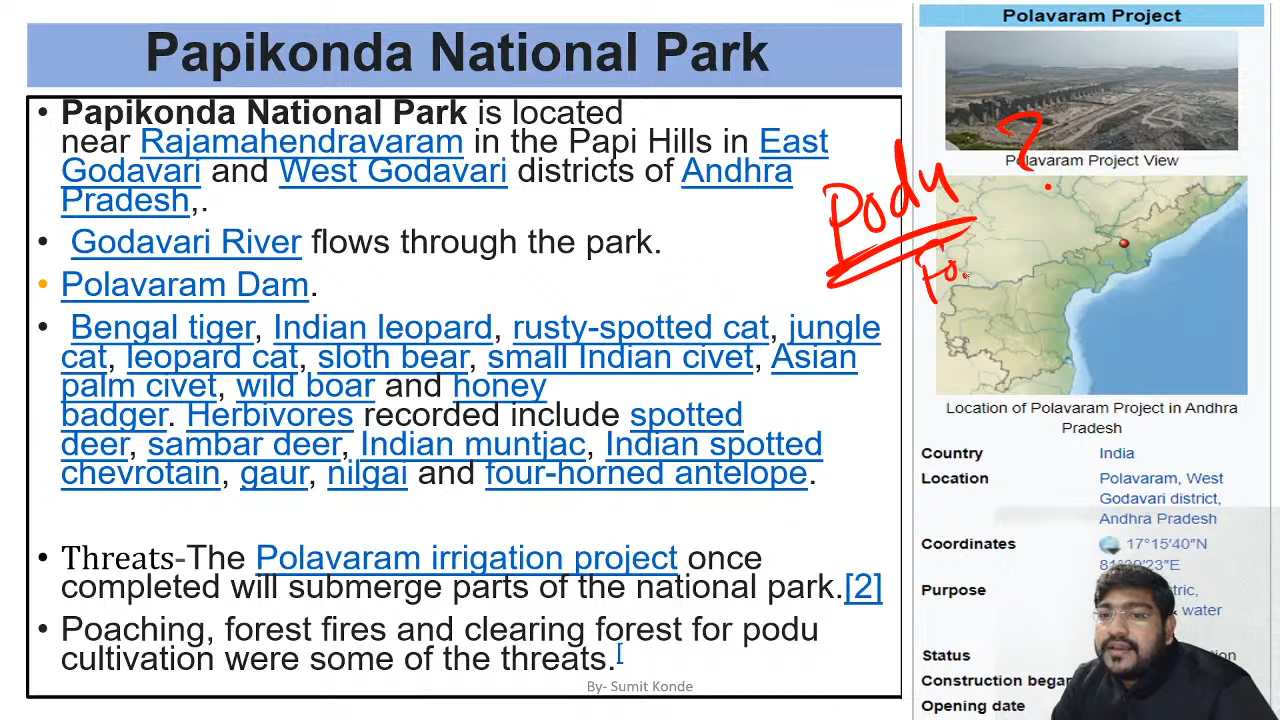 Papikonda National Park
• Papikonda National Park is located
near Rajamahendravaram in the Papi Hills in East
Godavari and West Godavari districts of Andhra
Pradesh,.
• Godavari River flows through the park.
• Polavaram Dam.
• Bengal tiger, Indian leopard, rusty-spotted cat, jungle
cat, leopard cat, sloth bear, small Indian civet, Asian
palm civet, wild boar and honey
badger. Herbivores recorded include spotted
deer, sambar deer, Indian muntjac, Indian spotted
chevrotain, gaur, nilgai and four-horned antelope.
• Threats-The Polavaram irrigation project once
completed will submerge parts of the national park.[2]
• Poaching, forest fires and clearing forest for podu
cultivation were some of the threats.[
By- Sumit Konde
Podu ?
Polavaram Project
Polavaram Project View
Location of Polavaram Project in Andhra
Pradesh
Country India
Location Polavaram, West
Godavari district,
Andhra Pradesh
Coordinates 17°15′40″N
Purpose
water
Status
Construction began
Opening date